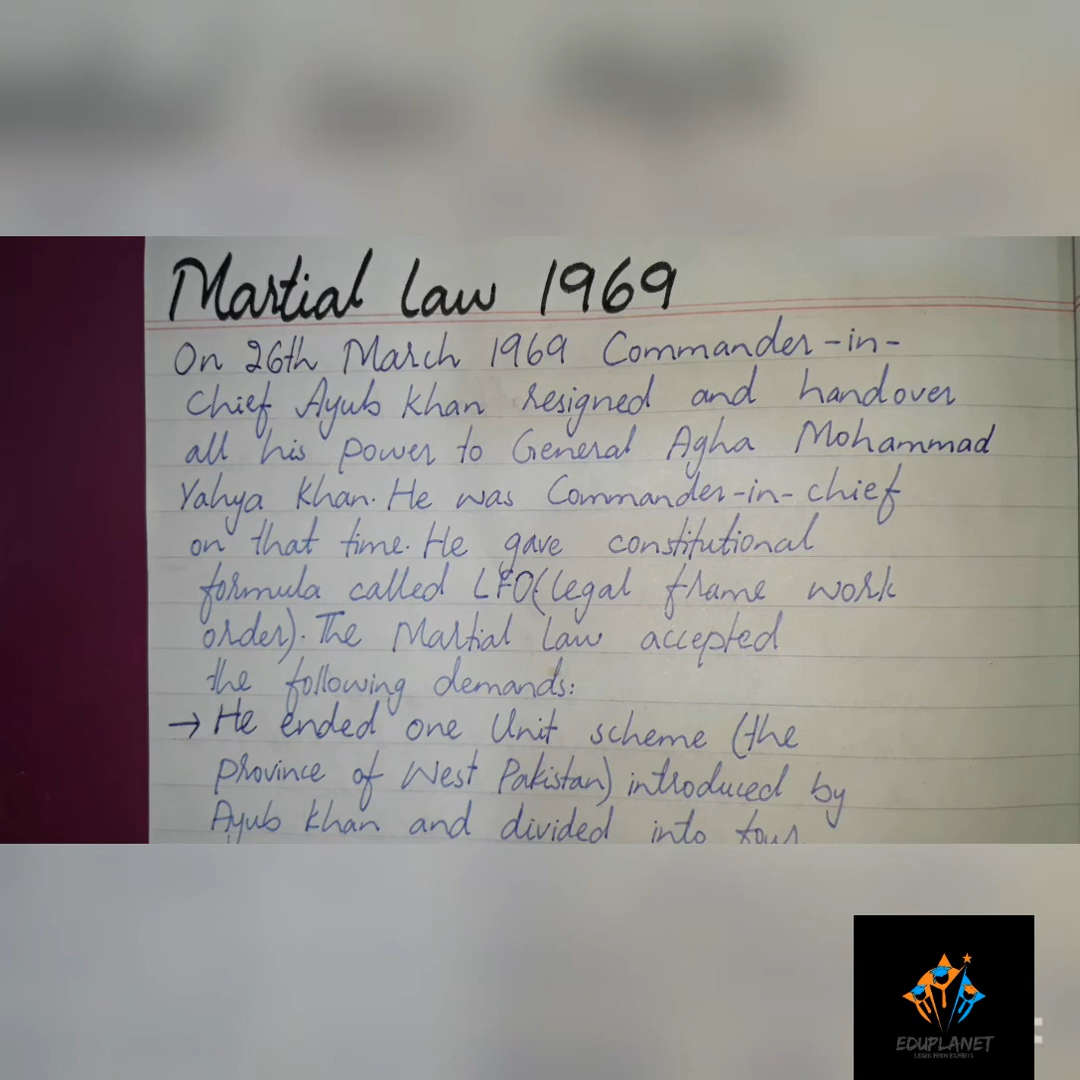 Martial Law 1969
On 26th March 1969 Commander-in-
Chief Ayub Khan resigned and handover
all his power to General Agha Mohammad
Yahya Khan. He was Commander-in-chief
on that time. He gave constitutional
formula called LFO(legal frame work
order). The Martial Law accepted
the following demands:
→ He ended one Unit scheme (the
province of West Pakistan) introduced by
Ayub Khan and divided into four
EDUPLANET